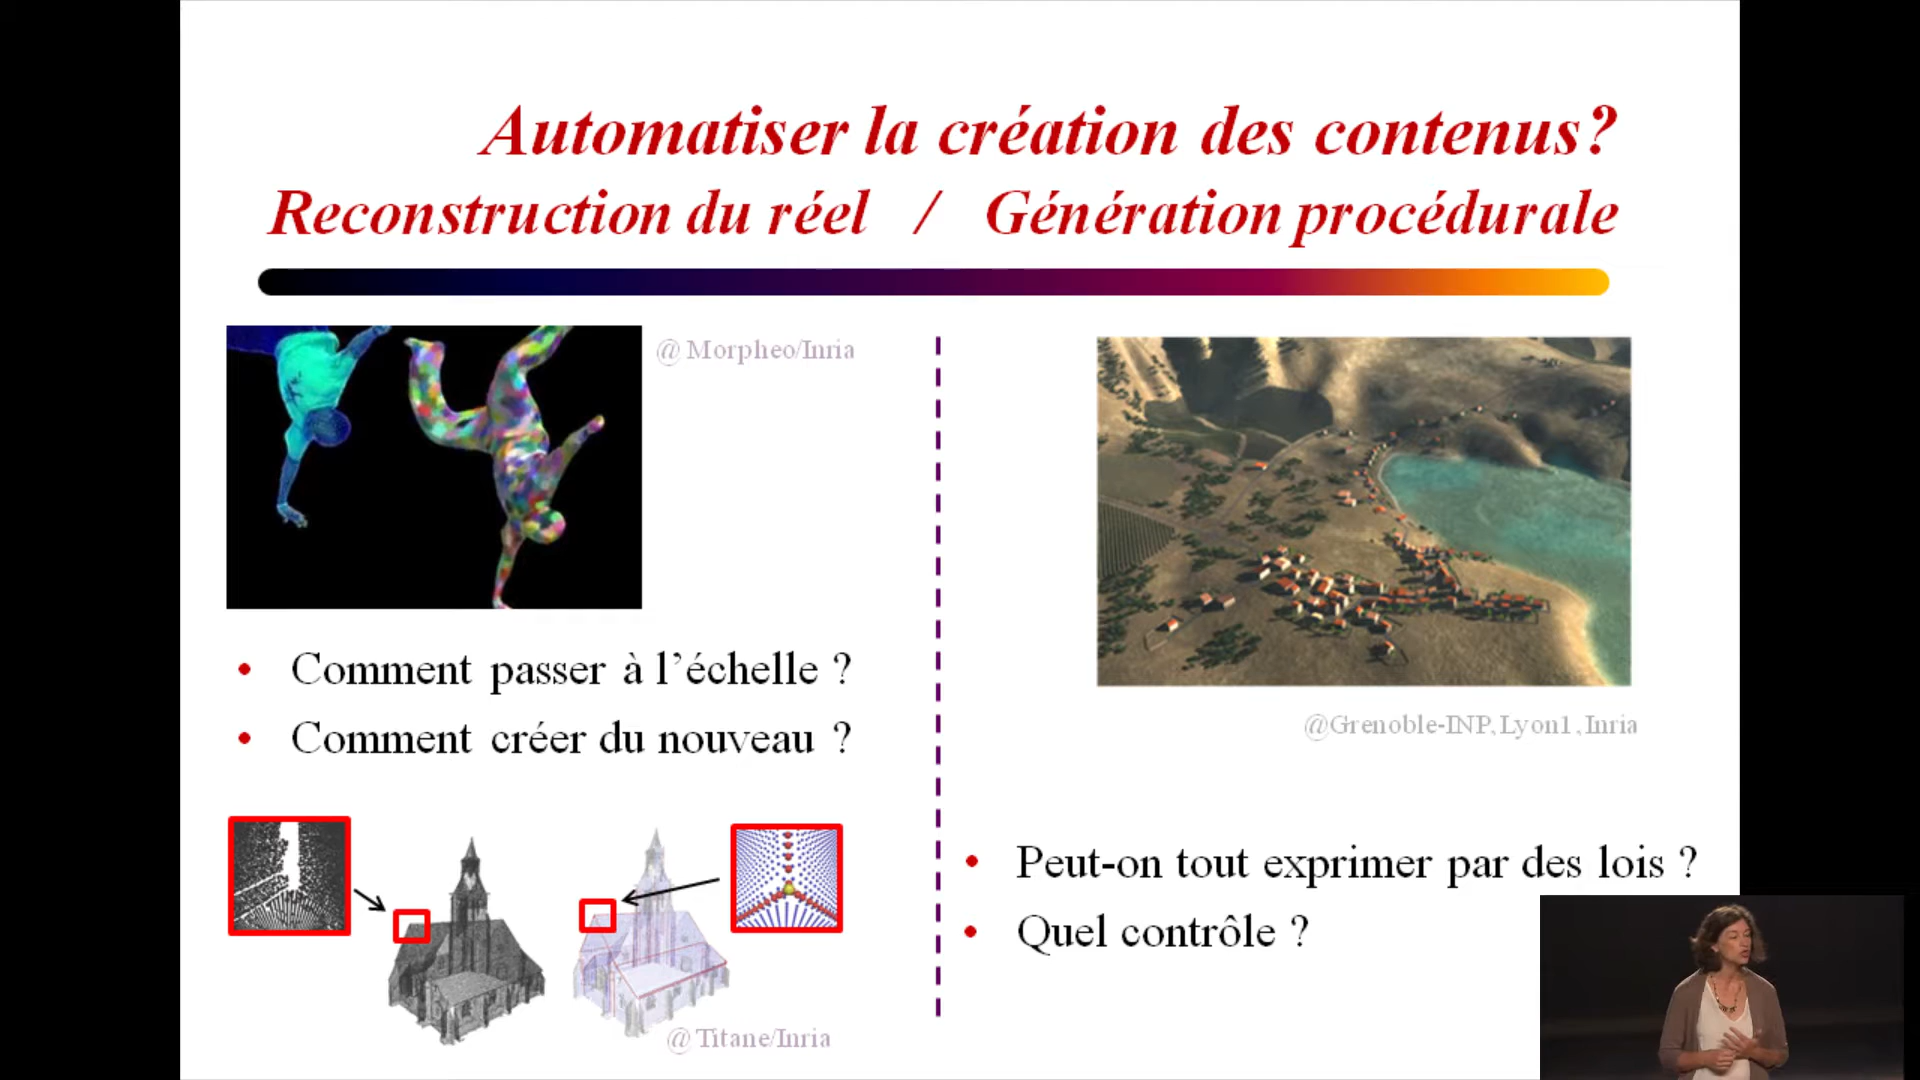 Automatiser la création des contenus?
Reconstruction du réel / Génération procédurale
@ Morpheo/Inria
• Comment passer à l’échelle ?
• Comment créer du nouveau ?
@ Titane/Inria
@Grenoble-INP, Lyon1, Inria
• Peut-on tout exprimer par des lois ?
• Quel contrôle ?